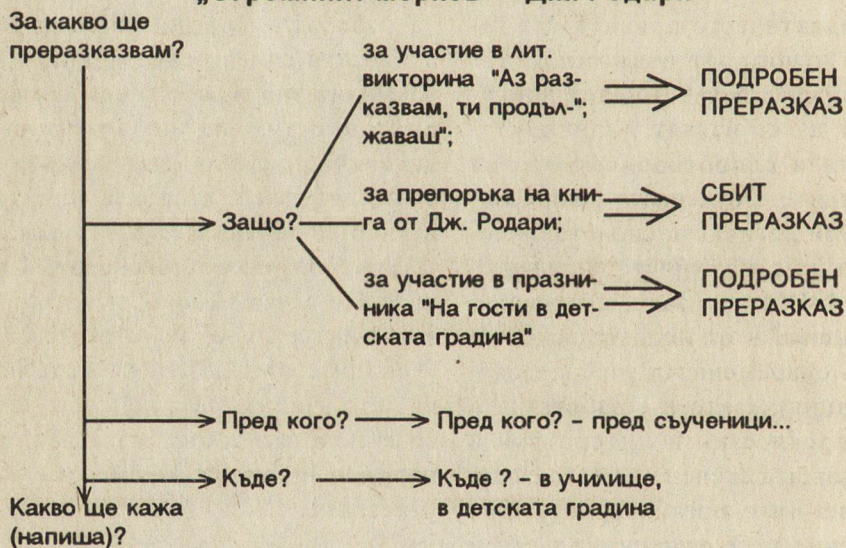 За какво ще
преразказвам?
за участие в лит.
викторина "Аз раз-
казвам, ти продъл-";
жаваш";
ПОДРОБЕН
ПРЕРАЗКАЗ
Защо?
за препоръка на кни-
га от Дж. Родари;
СБИТ
ПРЕРАЗКАЗ
за участие в празни-
ника "На гости в дет-
ската градина"
ПОДРОБЕН
ПРЕРАЗКАЗ
Пред кого?
Пред кого? - пред съученици...
Къде?
Къде ? - в училище,
в детската градина
Какво ще кажа
(напиша)?